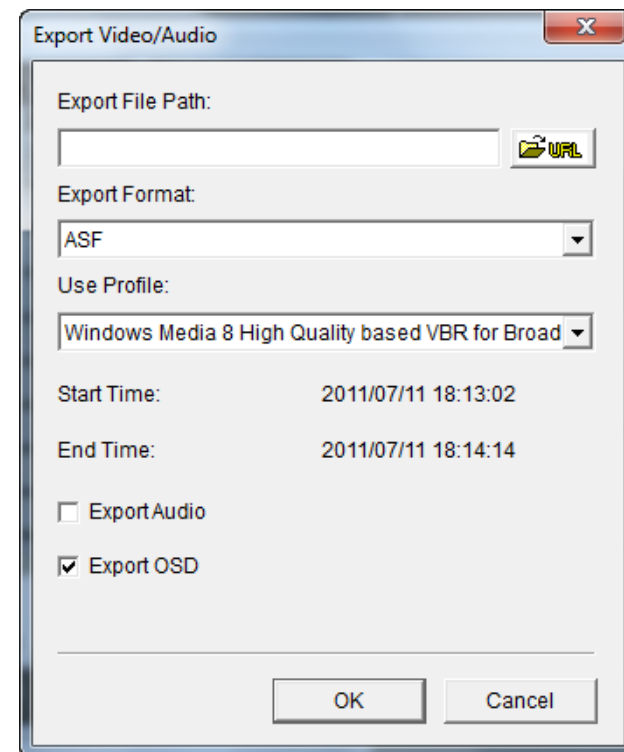 Export Video/Audio
Export File Path:
URL
Export Format:
ASF
Use Profile:
Windows Media 8 High Quality based VBR for Broad
Start Time: 2011/07/11 18:13:02
End Time: 2011/07/11 18:14:14
Export Audio
Export OSD
OK Cancel